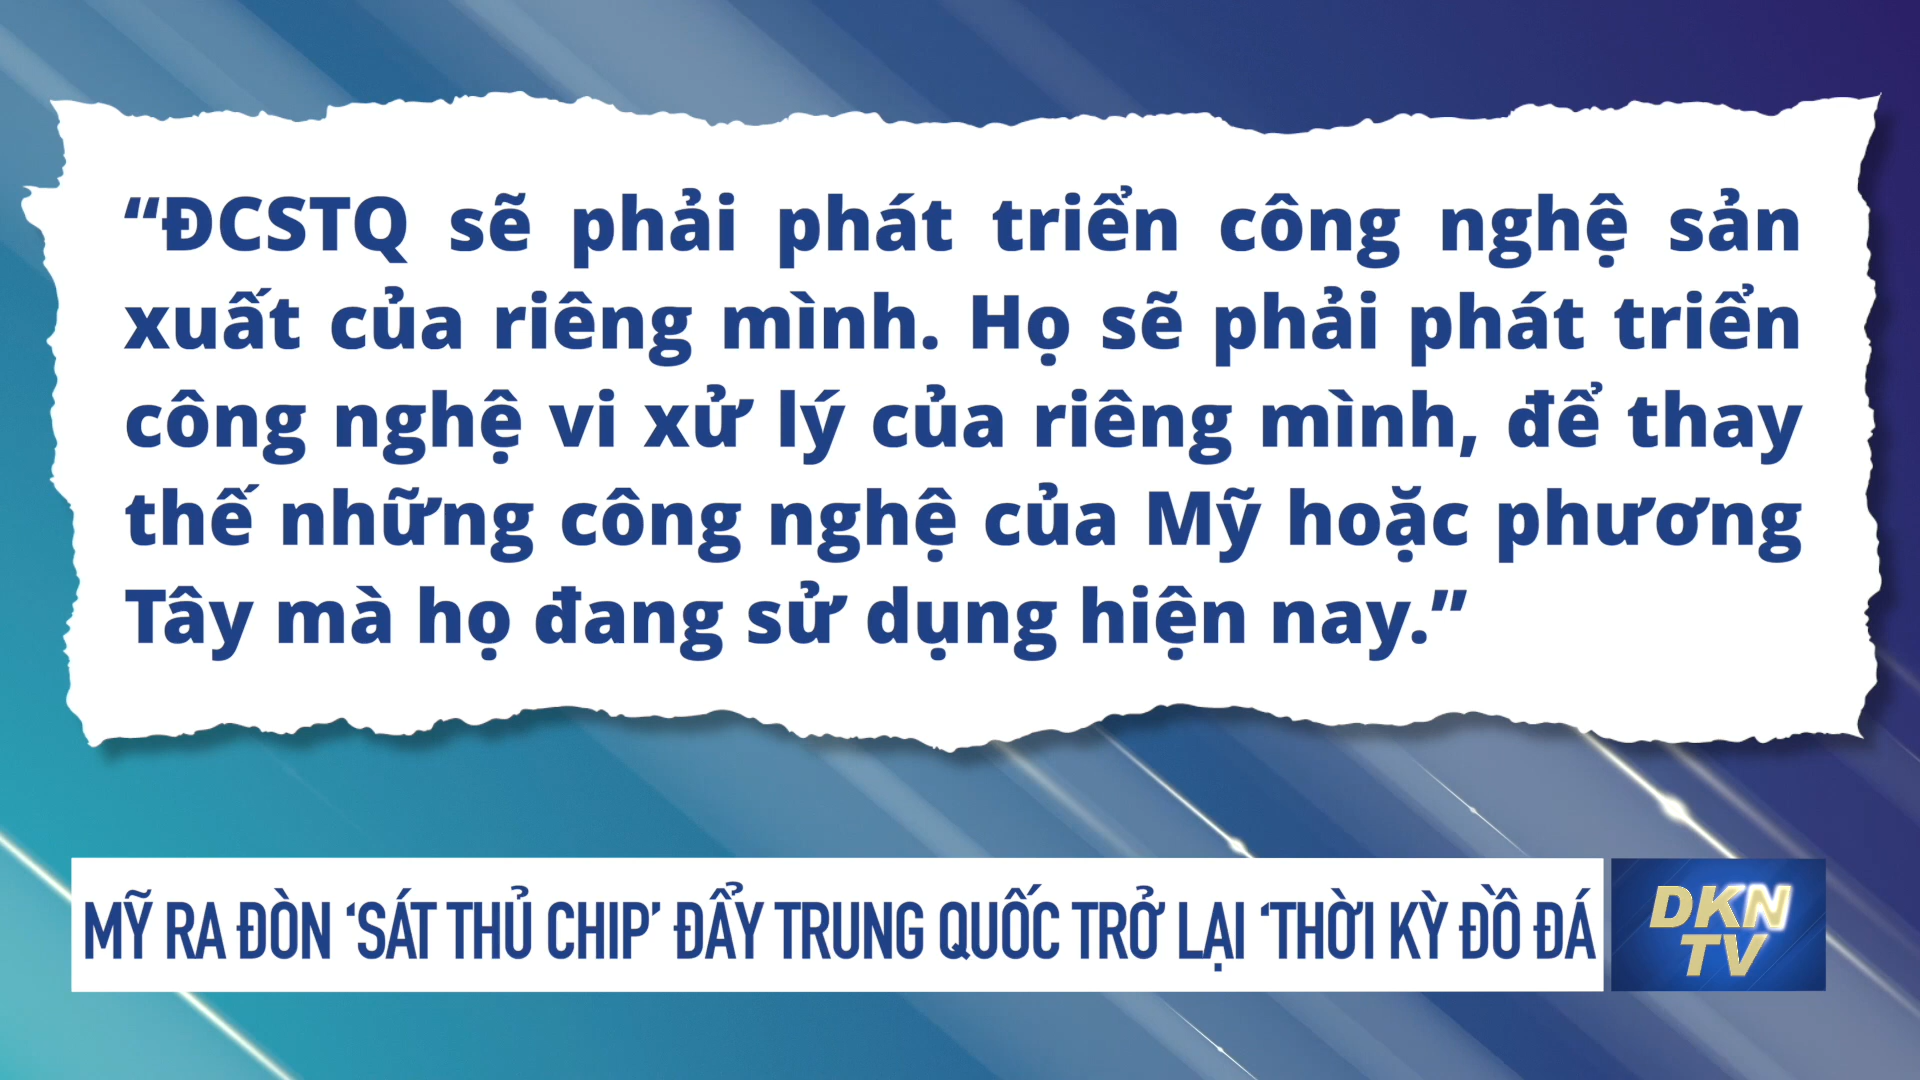 “ĐCSTQ sẽ phải phát triển công nghệ sản
xuất của riêng mình. Họ sẽ phải phát triển
công nghệ vi xử lý của riêng mình, để thay
thế những công nghệ của Mỹ hoặc phương
Tây mà họ đang sử dụng hiện nay.”
MỸ RA ĐÒN ‘SÁT THỦ CHIP’ ĐẨY TRUNG QUỐC TRỞ LẠI ‘THỜI KỲ ĐỒ ĐÁ
DKN
TV